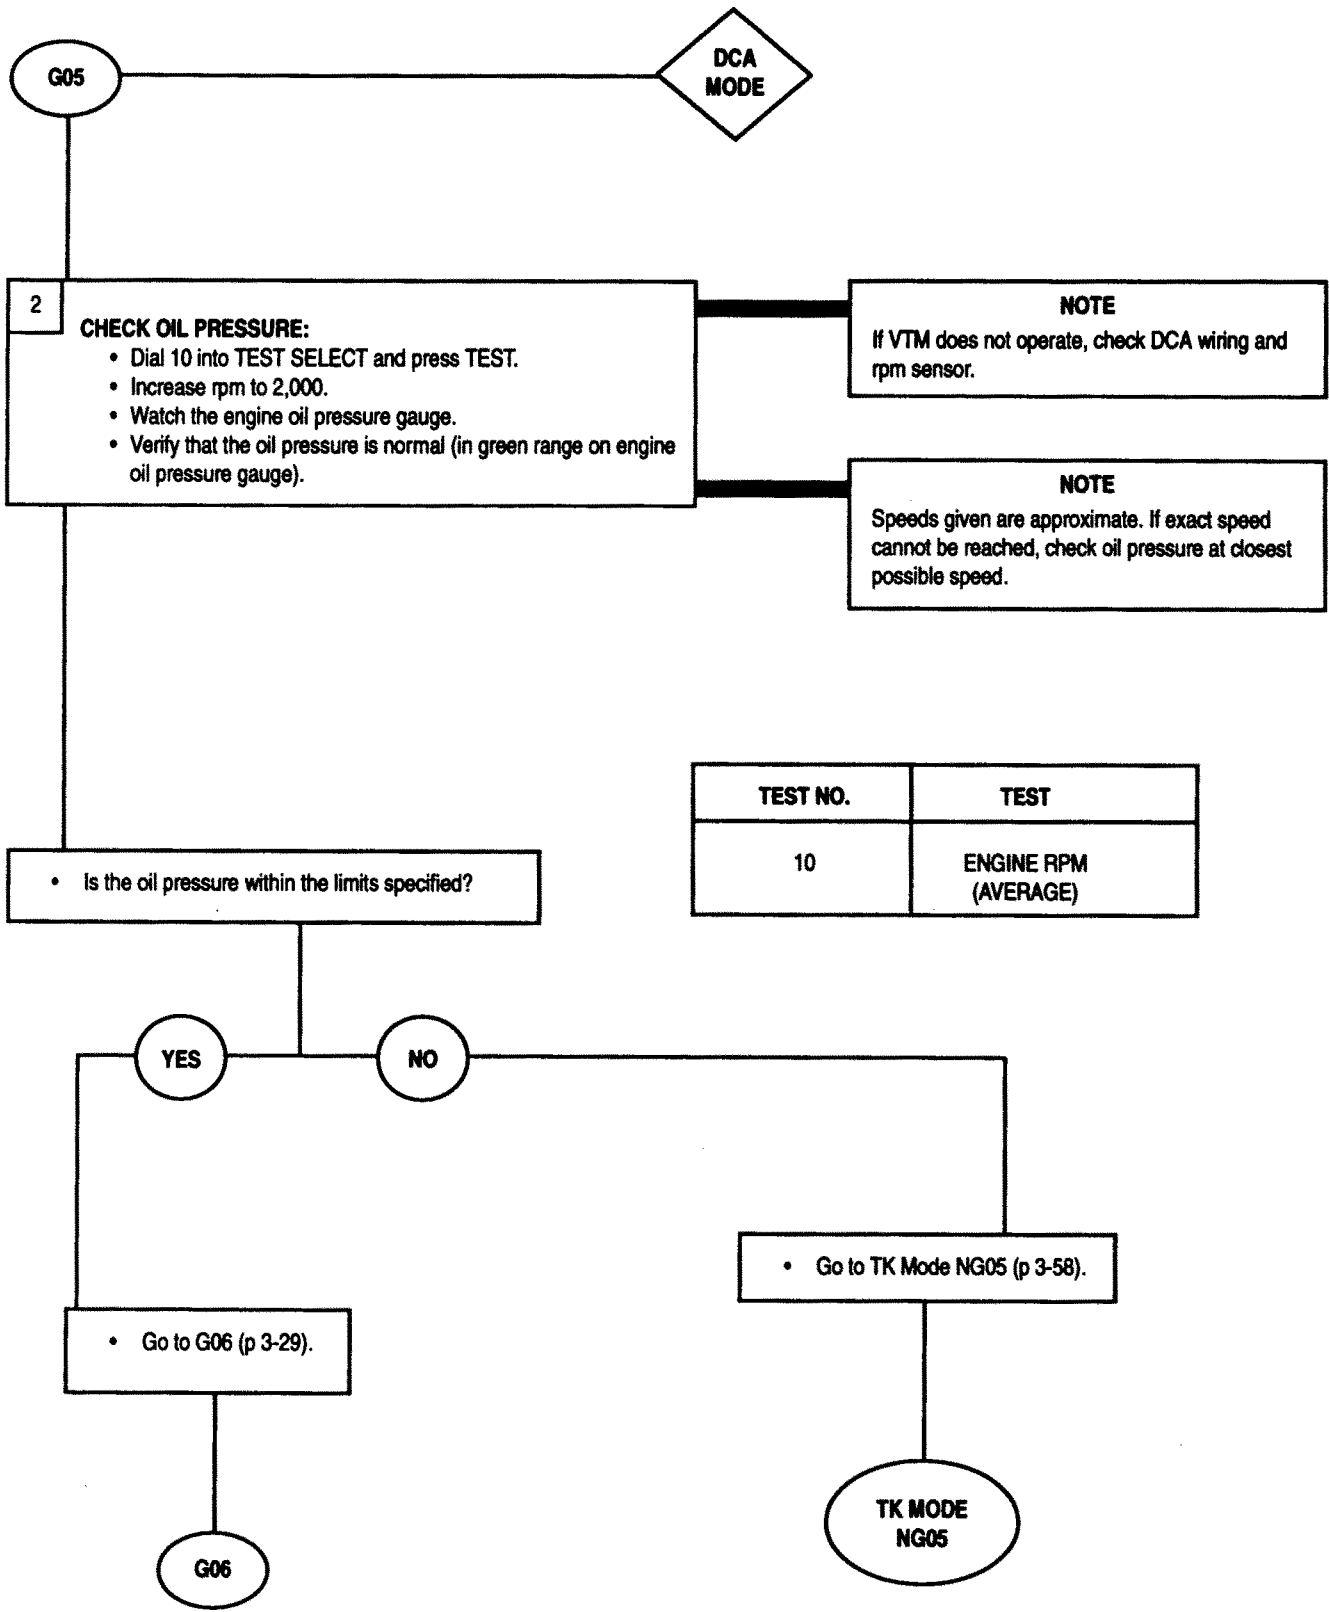 G05
DCA
MODE
2
CHECK OIL PRESSURE:
• Dial 10 into TEST SELECT and press TEST.
• Increase rpm to 2,000.
• Watch the engine oil pressure gauge.
• Verify that the oil pressure is normal (in green range on engine
oil pressure gauge).
NOTE
If VTM does not operate, check DCA wiring and
rpm sensor.
NOTE
Speeds given are approximate. If exact speed
cannot be reached, check oil pressure at closest
possible speed.
TEST NO. TEST
10 ENGINE RPM
(AVERAGE)
• Is the oil pressure within the limits specified?
YES
NO
• Go to TK Mode NG05 (p 3-58).
• Go to G06 (p 3-29).
TK MODE
NG05
G06